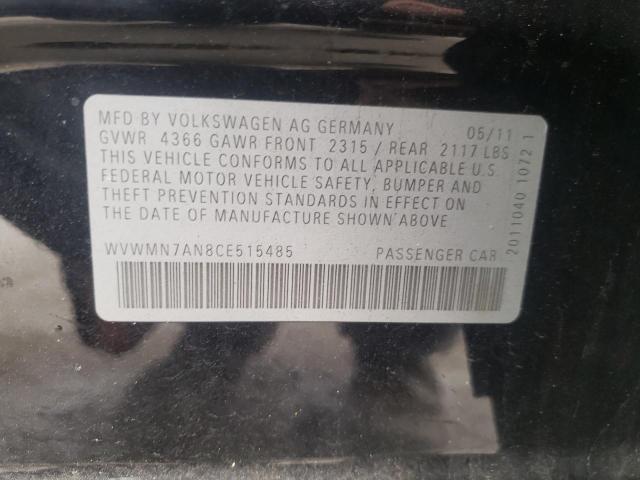 MFD BY VOLKSWAGEN AG GERMANY 05/11
GVWR 4366 GAWR FRONT 2315 / REAR 2117 LBS
THIS VEHICLE CONFORMS TO ALL APPLICABLE U.S.
FEDERAL MOTOR VEHICLE SAFETY, BUMPER AND
THEFT PREVENTION STANDARDS IN EFFECT ON
THE DATE OF MANUFACTURE SHOWN ABOVE
WVWMN7AN8CE515485 PASSENGER CAR
2011040 1072 1